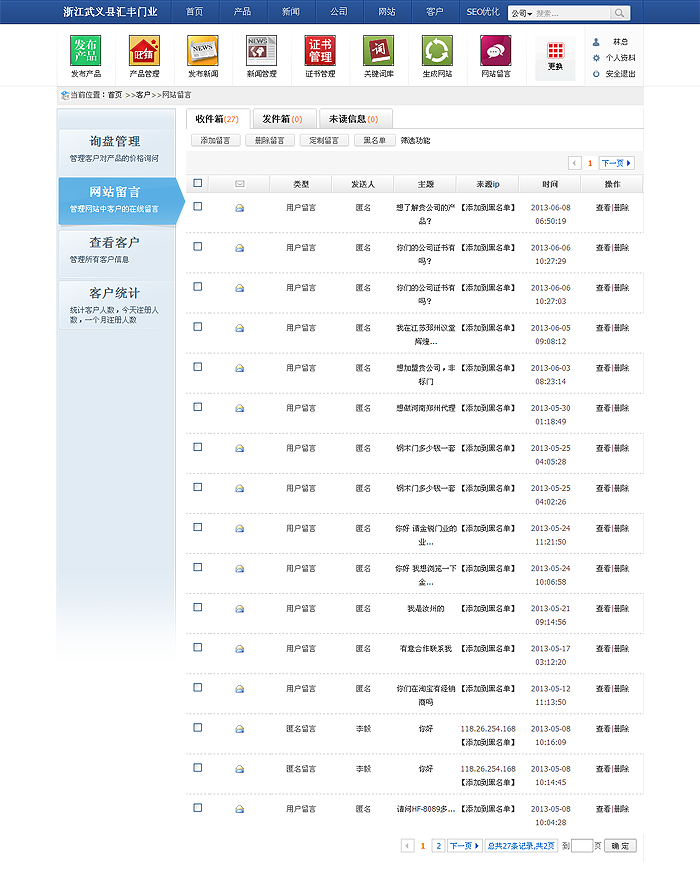 浙江武义县汇丰门业 首页 产品 新闻 公司 网站 客户 SEO优化 公司 搜索...
发布产品 证书管理 词
发布产品 产品管理 发布新闻 新闻管理 证书管理 关键词库 生成网站 网站留言 更换
林总
个人资料
安全退出
当前位置：首页 >>客户>>网站留言
询盘管理
管理客户对产品的价格询问
网站留言
管理网站中客户的在线留言
查看客户
管理所有客户信息
客户统计
统计客户人数，今天注册人
数，一个月注册人数
收件箱(27) 发件箱(0) 未读信息(0)
添加留言 删除留言 定制留言 黑名单 筛选功能
1 下一页
类型 发送人 主题 来源ip 时间 操作
用户留言 匿名 想了解贵公司的产品? 【添加到黑名单】 2013-06-08 06:50:19 查看|删除
用户留言 匿名 你们的公司证书有吗? 【添加到黑名单】 2013-06-06 10:27:29 查看|删除
用户留言 匿名 你们的公司证书有吗? 【添加到黑名单】 2013-06-06 10:27:03 查看|删除
用户留言 匿名 我在江苏邳州议堂辉煌... 【添加到黑名单】 2013-06-05 09:08:12 查看|删除
用户留言 匿名 想加盟贵公司，非标门 【添加到黑名单】 2013-06-03 08:23:14 查看|删除
用户留言 匿名 想做河南郑州代理 【添加到黑名单】 2013-05-30 01:18:49 查看|删除
用户留言 匿名 钢木门多少钱一套 【添加到黑名单】 2013-05-25 04:05:28 查看|删除
用户留言 匿名 钢木门多少钱一套 【添加到黑名单】 2013-05-25 04:02:26 查看|删除
用户留言 匿名 你好 请金锐门业的业... 【添加到黑名单】 2013-05-24 11:21:50 查看|删除
用户留言 匿名 你好 我想浏览一下金... 【添加到黑名单】 2013-05-24 10:06:58 查看|删除
用户留言 匿名 我是汝州的 【添加到黑名单】 2013-05-21 09:14:56 查看|删除
用户留言 匿名 有意合作联系我 【添加到黑名单】 2013-05-17 03:12:20 查看|删除
用户留言 匿名 你们在淘宝有经销商吗 【添加到黑名单】 2013-05-12 11:13:50 查看|删除
匿名留言 李毅 你好 118.26.254.168 【添加到黑名单】 2013-05-08 10:16:09 查看|删除
匿名留言 李毅 你好 118.26.254.168 【添加到黑名单】 2013-05-08 10:14:45 查看|删除
用户留言 匿名 请问HF-8089多... 【添加到黑名单】 2013-05-08 10:04:28 查看|删除
1 2 下一页 总共27条记录,共2页 到 页 确 定